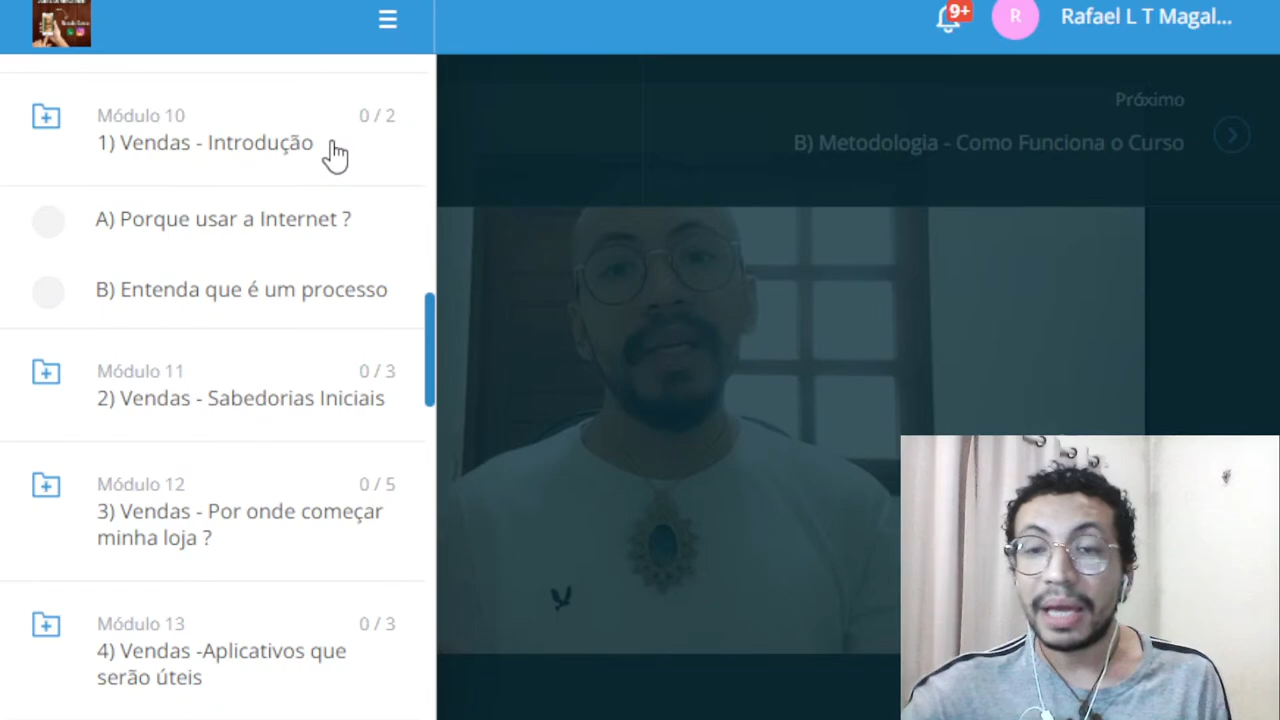 9+
R
Rafael L T Magal...
Módulo 10
0 / 2
1) Vendas - Introdução
A) Porque usar a Internet ?
B) Entenda que é um processo
Módulo 11
0 / 3
2) Vendas - Sabedorias Iniciais
Módulo 12
0 / 5
3) Vendas - Por onde começar
minha loja ?
Módulo 13
0 / 3
4) Vendas -Aplicativos que
serão úteis
Próximo
B) Metodologia - Como Funciona o Curso